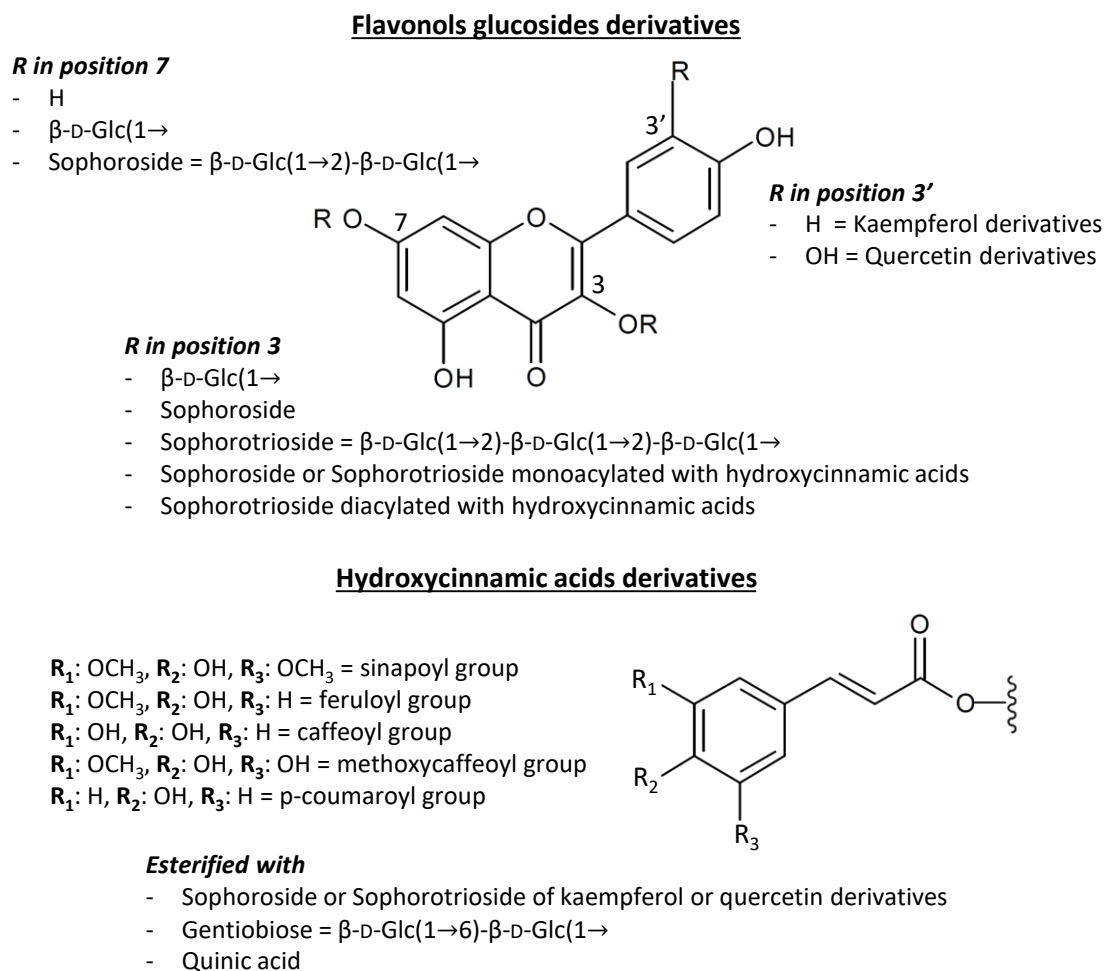 Flavonols glucosides derivatives
R in position 7
- H
- β-D-Glc(1→
- Sophoroside = β-D-Glc(1→2)-β-D-Glc(1→
R
3'
OH
R in position 3'
- H = Kaempferol derivatives
- OH = Quercetin derivatives
R O
7
O
3
OR
OH
O
R in position 3
- β-D-Glc(1→
- Sophoroside
- Sophorotrioside = β-D-Glc(1→2)-β-D-Glc(1→2)-β-D-Glc(1→
- Sophoroside or Sophorotrioside monoacylated with hydroxycinnamic acids
- Sophorotrioside diacylated with hydroxycinnamic acids
Hydroxycinnamic acids derivatives
R₁: OCH₃, R₂: OH, R₃: OCH₃ = sinapoyl group
R₁: OCH₃, R₂: OH, R₃: H = feruloyl group
R₁: OH, R₂: OH, R₃: H = caffeoyl group
R₁: OCH₃, R₂: OH, R₃: OH = methoxycaffeoyl group
R₁: H, R₂: OH, R₃: H = p-coumaroyl group
O
R₁
O
R₂
R₃
Esterified with
- Sophoroside or Sophorotrioside of kaempferol or quercetin derivatives
- Gentiobiose = β-D-Glc(1→6)-β-D-Glc(1→
- Quinic acid